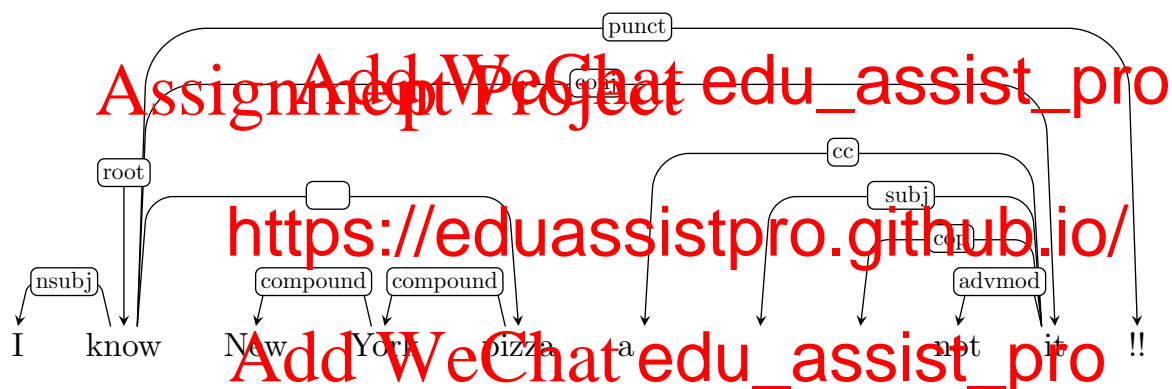 punct
Assignment Project
Add WeChat edu_assist_pro
conj
cc
root
subj
https://eduassistpro.github.io/
cop
nsubj
compound
compound
advmod
I know New York pizza a not it !!
Add WeChat edu_assist_pro